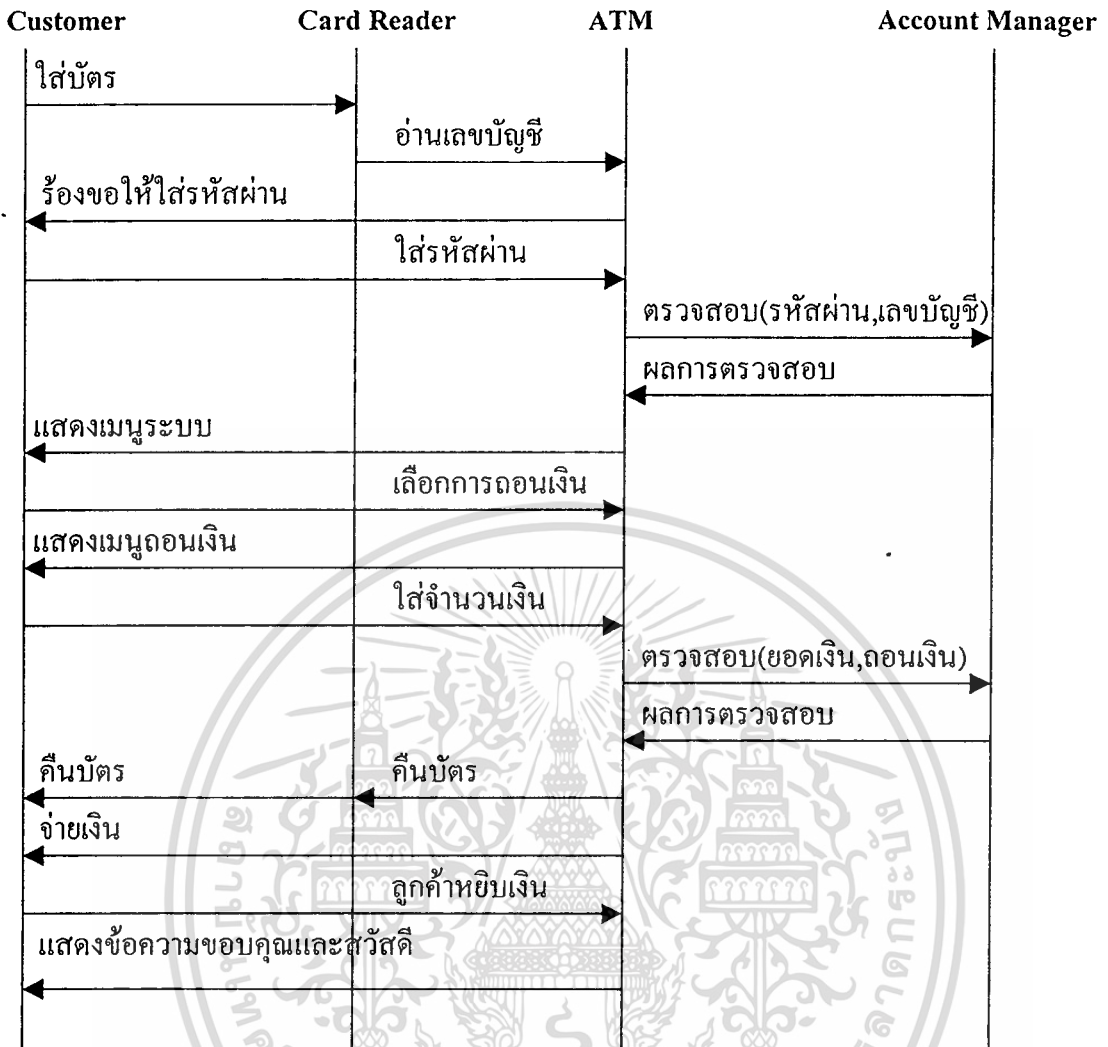 Customer Card Reader ATM Account Manager
ใส่บัตร
อ่านเลขบัญชี
ร้องขอให้ใส่รหัสผ่าน
ใส่รหัสผ่าน
ตรวจสอบ(รหัสผ่าน,เลขบัญชี)
ผลการตรวจสอบ
แสดงเมนูระบบ
เลือกการถอนเงิน
แสดงเมนูถอนเงิน
ใส่จำนวนเงิน
ตรวจสอบ(ยอดเงิน,ถอนเงิน)
ผลการตรวจสอบ
คืนบัตร คืนบัตร
จ่ายเงิน
ลูกค้าหยิบเงิน
แสดงข้อความขอบคุณและสวัสดี